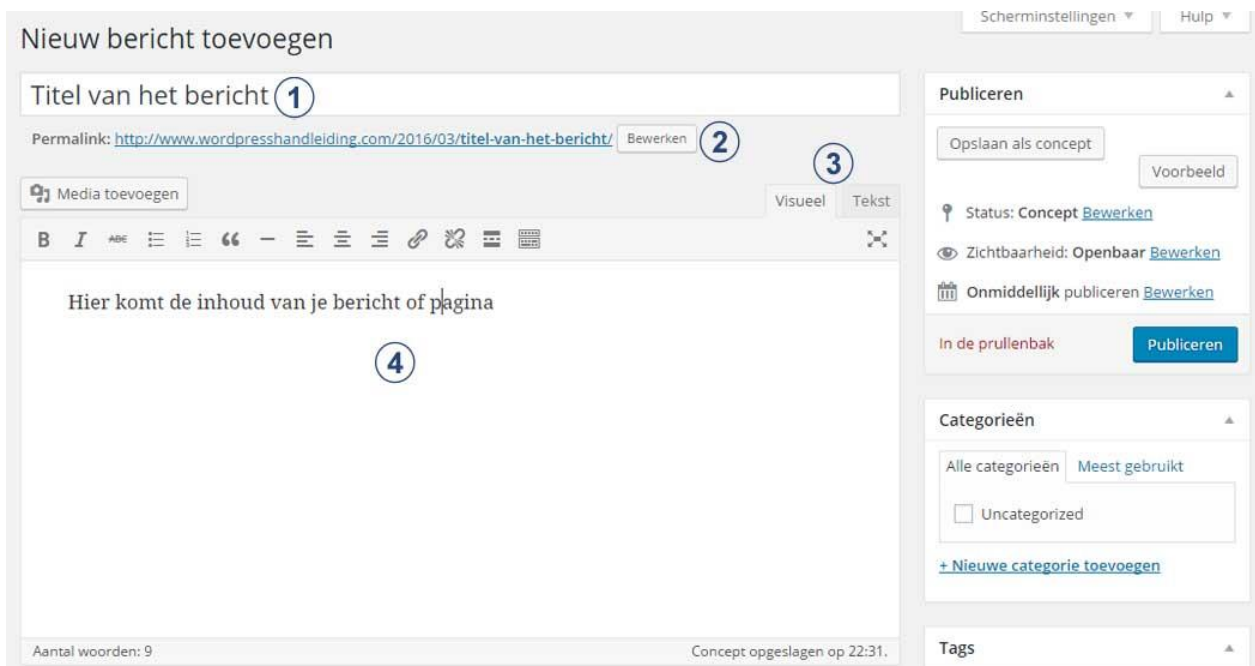 Scherminstellingen
Hulp
Nieuw bericht toevoegen
Titel van het bericht 1
Permalink: http://www.wordpresshandleiding.com/2016/03/titel-van-het-bericht/ Bewerken 2
3
Media toevoegen
Visueel Tekst
B I ABC
Hier komt de inhoud van je bericht of pagina
4
Aantal woorden: 9
Concept opgeslagen op 22:31.
Publiceren
Opslaan als concept
Voorbeeld
Status: Concept Bewerken
Zichtbaarheid: Openbaar Bewerken
Onmiddellijk publiceren Bewerken
In de prullenbak
Publiceren
Categorieën
Alle categorieën Meest gebruikt
Uncategorized
+ Nieuwe categorie toevoegen
Tags